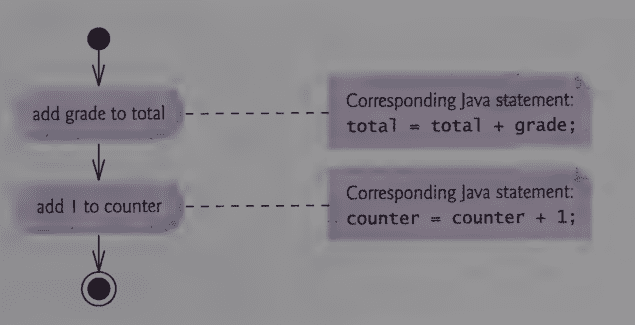 add grade to total
Corresponding Java statement:
total = total + grade;
add 1 to counter
Corresponding Java statement:
counter = counter + 1;